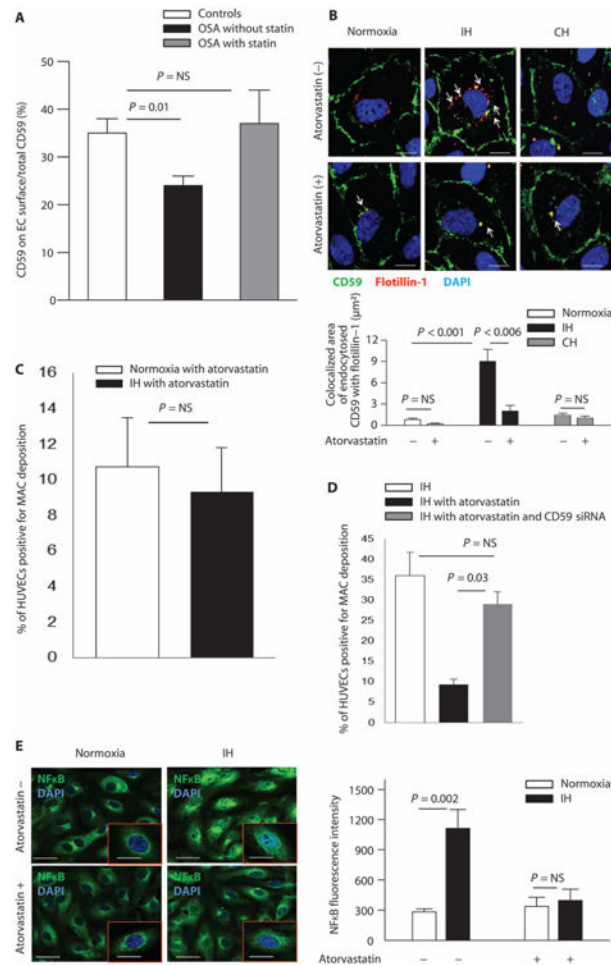 A
Controls
OSA without statin
OSA with statin
CD59 on EC surface/total CD59 (%)
50
40
30
20
10
0
P = NS
P = 0.01
B
Normoxia
IH
CH
Atorvastatin (−)
Atorvastatin (+)
CD59
Flotillin-1
DAPI
Colocalized area
of endocytosed
CD59 with flotillin–1 (µm²)
12
9
6
3
0
Normoxia
IH
CH
P < 0.001
P < 0.006
P = NS
P = NS
− + − + − +
Atorvastatin
C
Normoxia with atorvastatin
IH with atorvastatin
% of HUVECs positive for MAC deposition
16
14
12
10
8
6
4
2
0
P = NS
D
IH
IH with atorvastatin
IH with atorvastatin and CD59 siRNA
% of HUVECs positive for MAC deposition
45
40
35
30
25
20
15
10
5
0
P = NS
P = 0.03
E
Normoxia
IH
Atorvastatin −
Atorvastatin +
NFκB
DAPI
NFκB
DAPI
NFκB
DAPI
NFκB
DAPI
NFκB fluorescence intensity
1500
1200
900
600
300
0
Normoxia
IH
P = 0.002
P = NS
− − + +
Atorvastatin